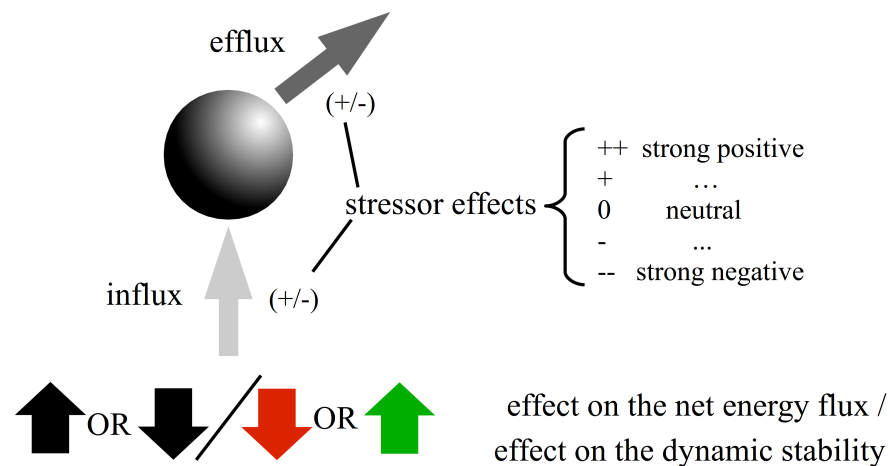 efflux
(+/-)
stressor effects
++ strong positive
+ …
0 neutral
- ...
-- strong negative
influx
(+/-)
OR / OR
effect on the net energy flux /
effect on the dynamic stability